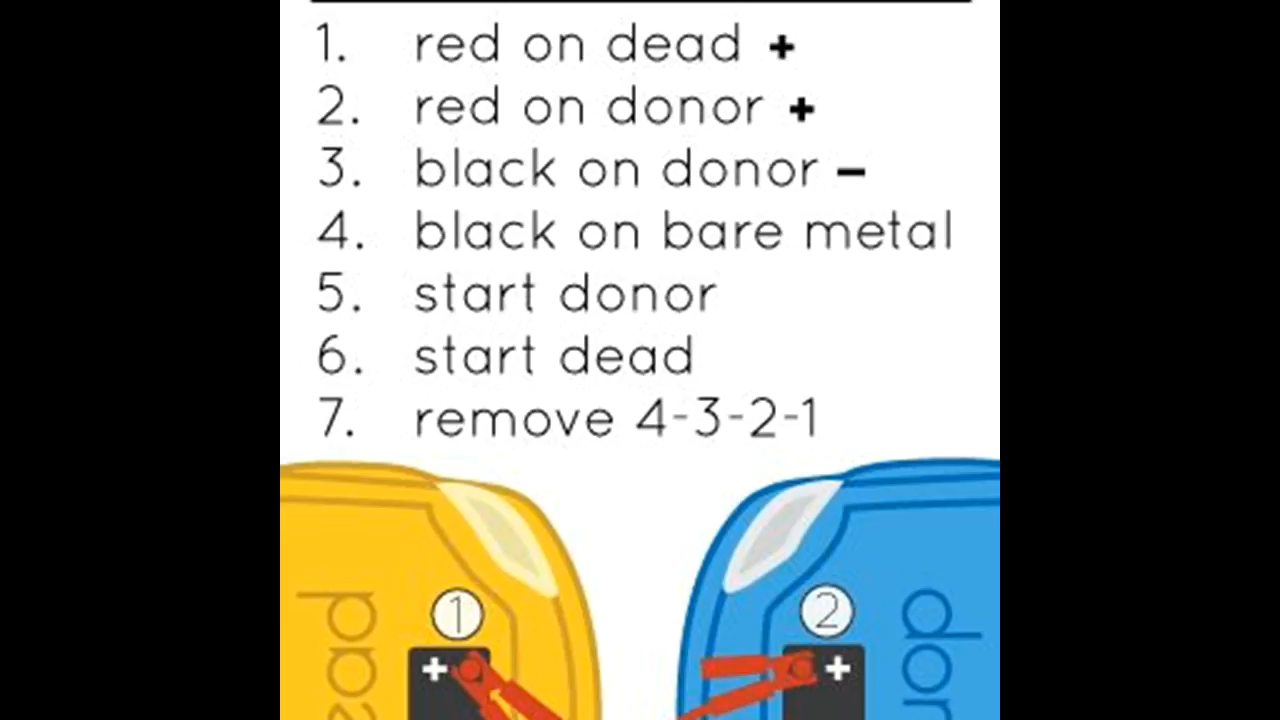 1. red on dead +
2. red on donor +
3. black on donor –
4. black on bare metal
5. start donor
6. start dead
7. remove 4-3-2-1
1
2
+
+